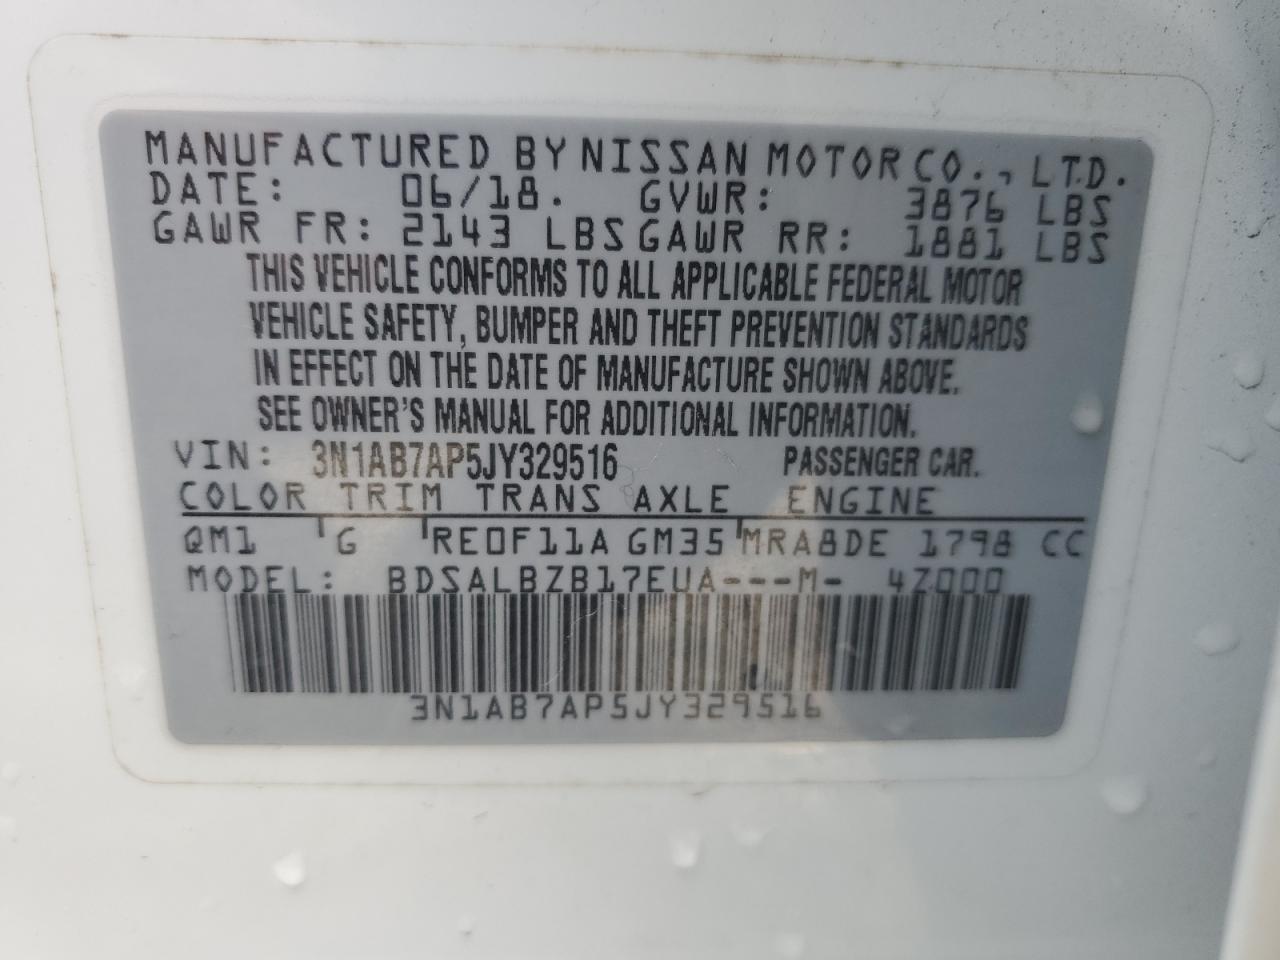 MANUFACTURED BY NISSAN MOTOR CO., LTD.
DATE: 06/18. GVWR: 3876 LBS
GAWR FR: 2143 LBS GAWR RR: 1881 LBS
THIS VEHICLE CONFORMS TO ALL APPLICABLE FEDERAL MOTOR
VEHICLE SAFETY, BUMPER AND THEFT PREVENTION STANDARDS
IN EFFECT ON THE DATE OF MANUFACTURE SHOWN ABOVE.
SEE OWNER'S MANUAL FOR ADDITIONAL INFORMATION.
VIN: 3N1AB7AP5JY329516 PASSENGER CAR.
COLOR TRIM TRANS AXLE ENGINE
QM1 G RE0F11A GM35 MRA8DE 1798 CC
MODEL: BDSALBZB17EUA---M- 4Z000
3N1AB7AP5JY329516